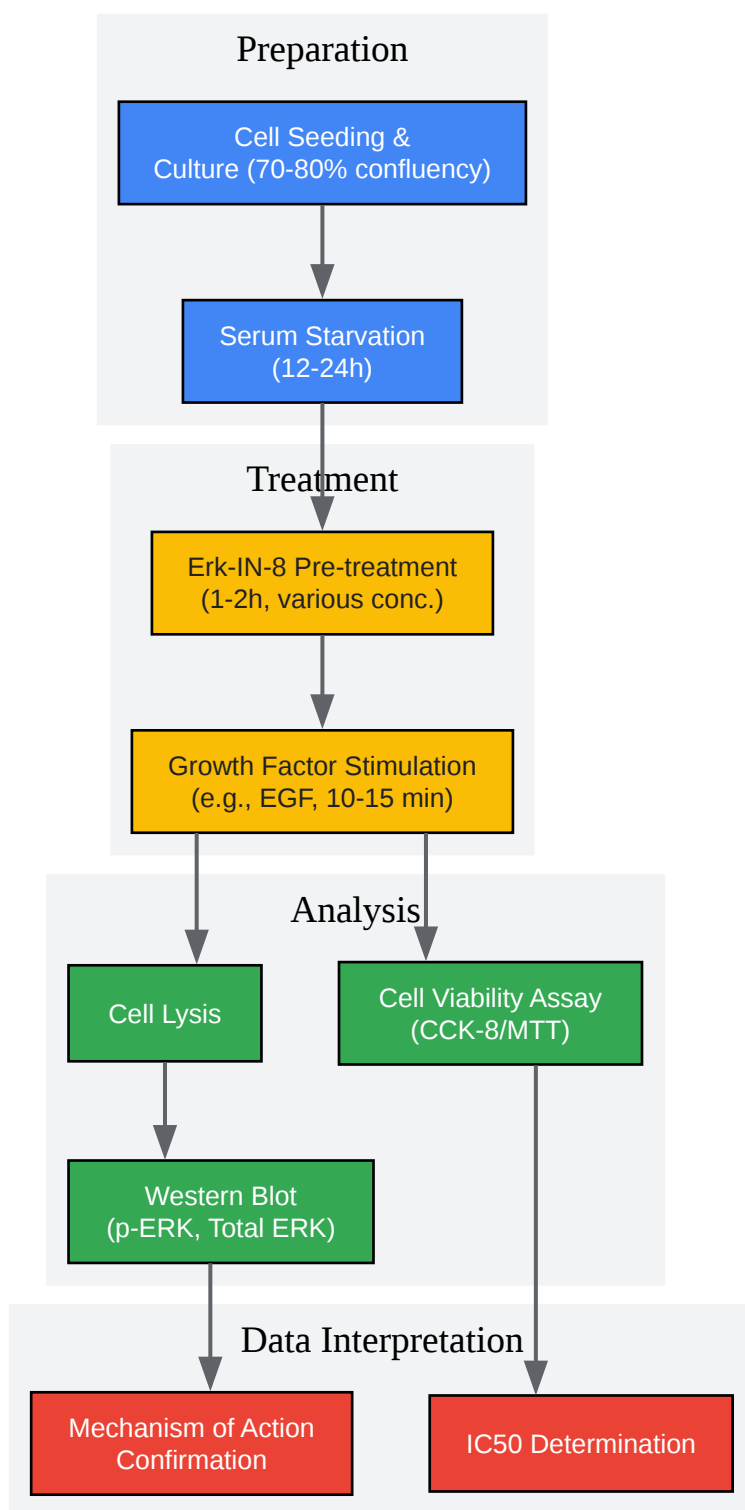 Preparation
Cell Seeding &
Culture (70-80% confluency)
Serum Starvation
(12-24h)
Treatment
Erk-IN-8 Pre-treatment
(1-2h, various conc.)
Growth Factor Stimulation
(e.g., EGF, 10-15 min)
Analysis
Cell Lysis
Cell Viability Assay
(CCK-8/MTT)
Western Blot
(p-ERK, Total ERK)
Data Interpretation
Mechanism of Action
Confirmation
IC50 Determination